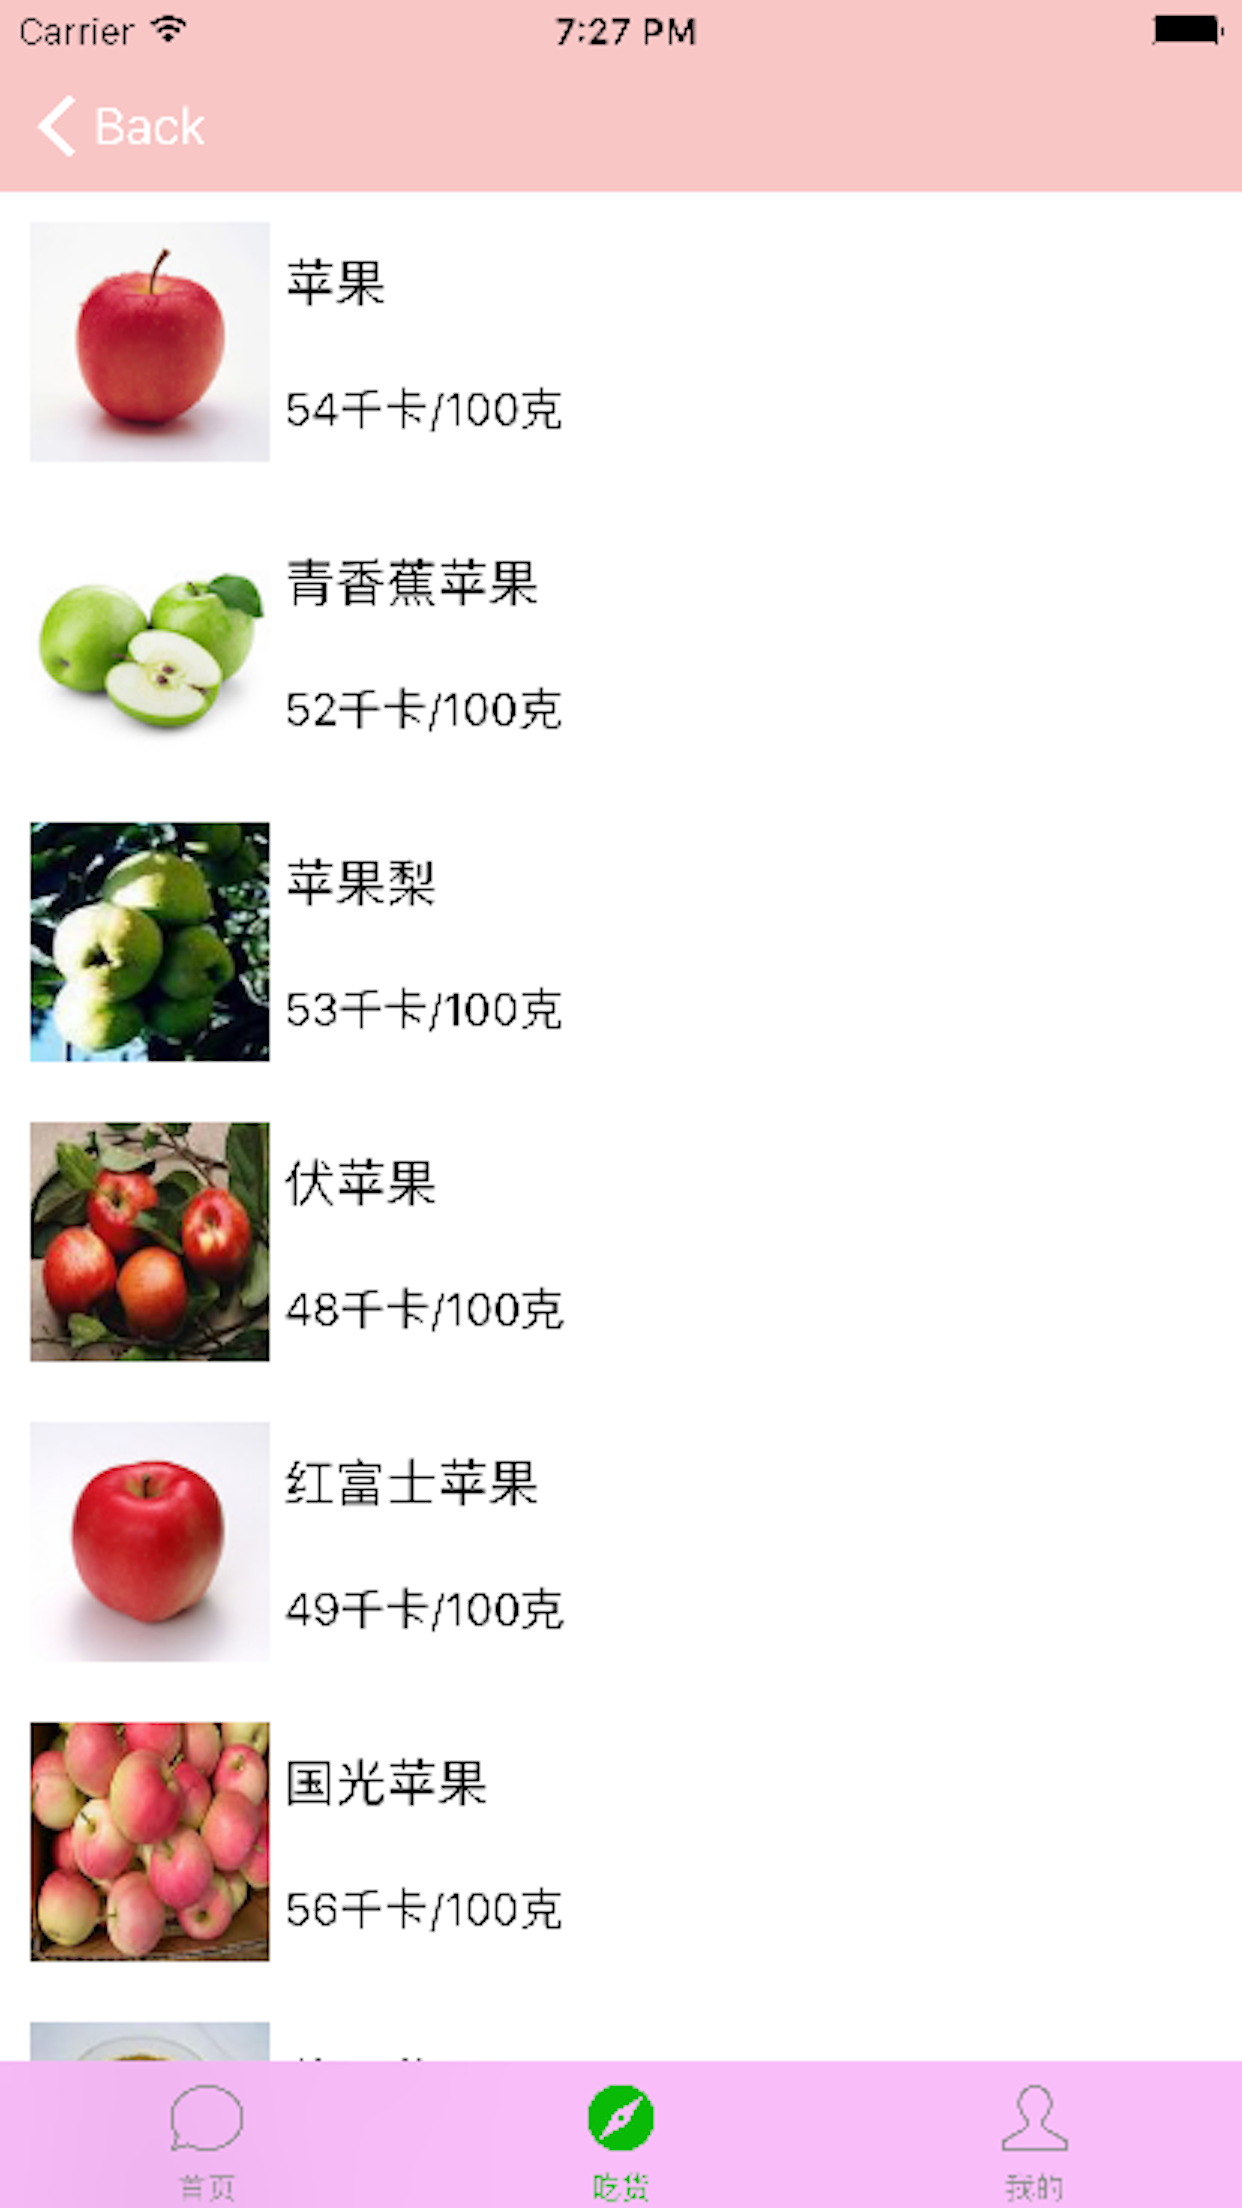 Carrier
7:27 PM
Back
苹果
54千卡/100克
青香蕉苹果
52千卡/100克
苹果梨
53千卡/100克
伏苹果
48千卡/100克
红富士苹果
49千卡/100克
国光苹果
56千卡/100克
首页
吃货
我的